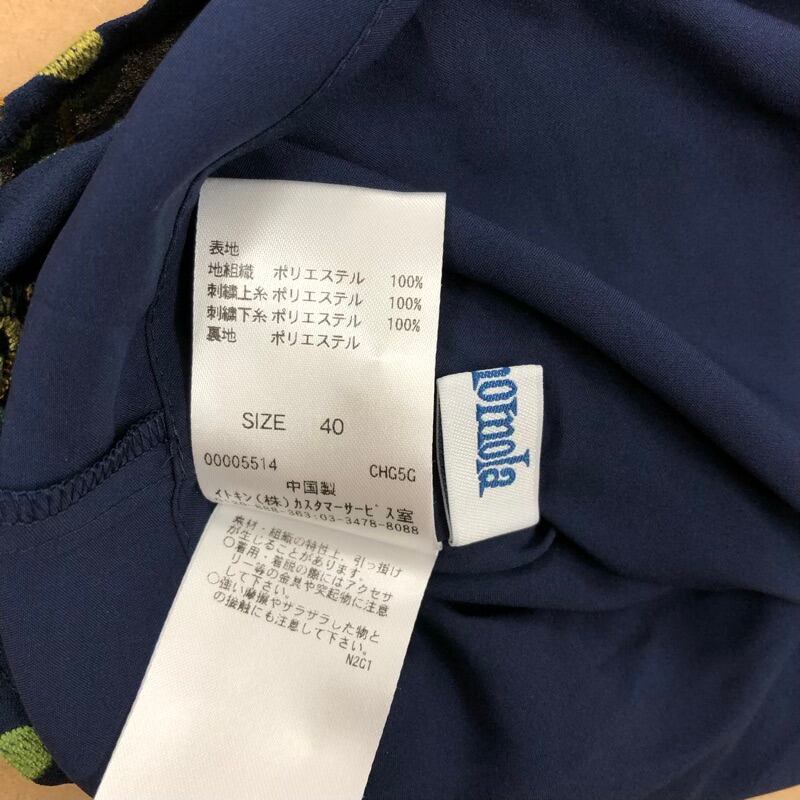 表地
地組織 ポリエステル 100%
刺繍上糸 ポリエステル 100%
刺繍下糸 ポリエステル 100%
裏地 ポリエステル
SIZE 40
00005514 CHG5G
中国製
イトキン(株)カスタマーサービス室
688-363:03-3478-8088
素材・組織の特性上、引っ掛け
が生じることがあります。
○着用・着脱の際にはアクセサ
リー等の金具や突起物に注意
して下さい。
○強い摩擦やサラザラした物と
の接触にも注意して下さい。
N2C1